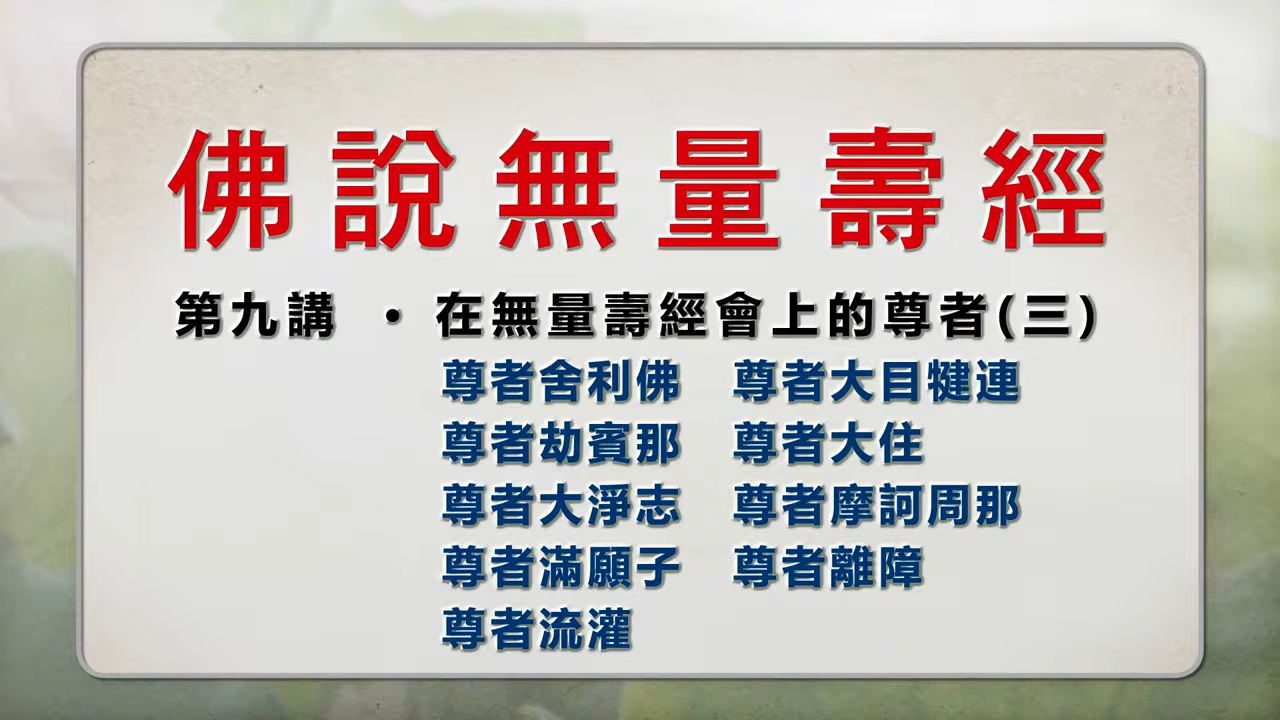 佛說無量壽經
第九講 ‧ 在無量壽經會上的尊者(三)
尊者舍利佛 尊者大目犍連
尊者劫賓那 尊者大住
尊者大淨志 尊者摩訶周那
尊者滿願子 尊者離障
尊者流灌